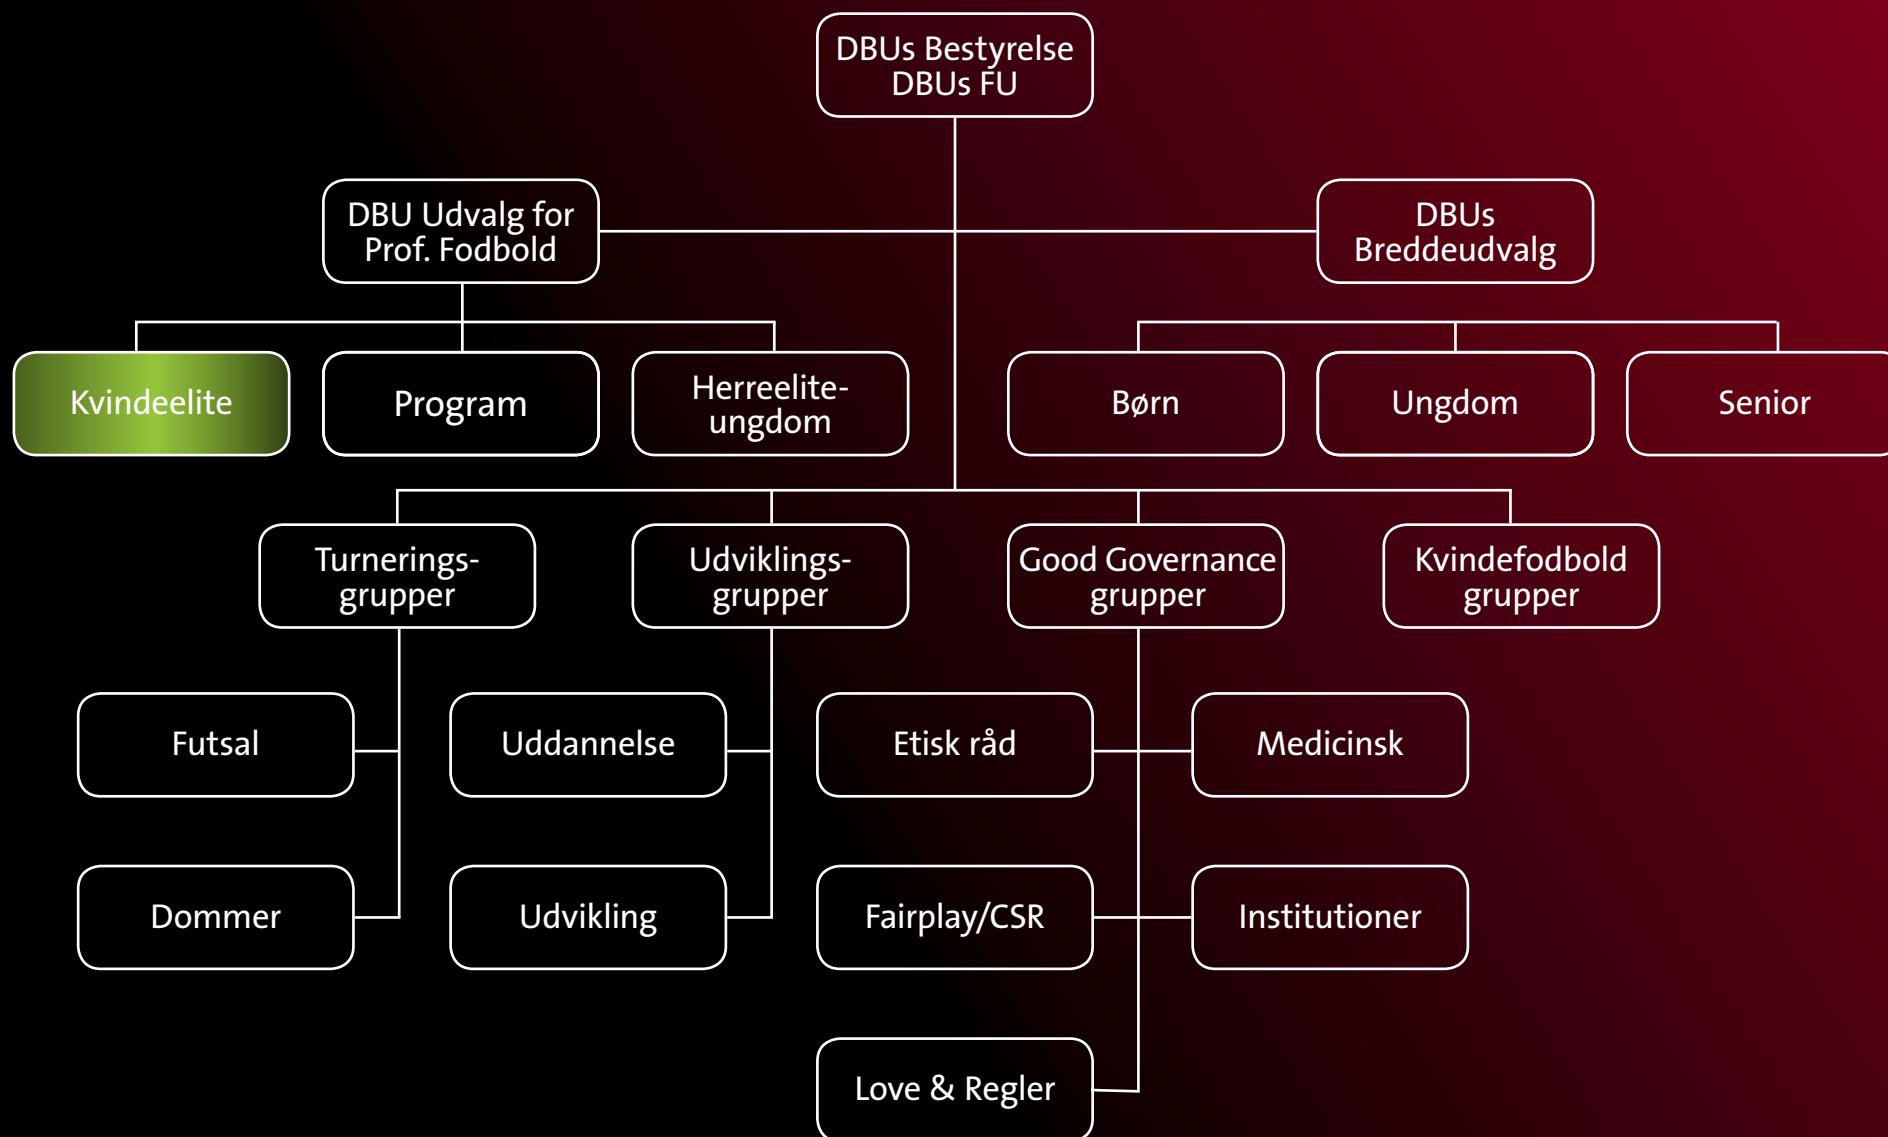 DBUs Bestyrelse
DBUs FU
DBU Udvalg for
Prof. Fodbold
DBUs
Breddeudvalg
Kvindeelite
Program
Herreelite-
ungdom
Børn
Ungdom
Senior
Turnerings-
grupper
Udviklings-
grupper
Good Governance
grupper
Kvindefodbold
grupper
Futsal
Uddannelse
Etisk råd
Medicinsk
Dommer
Udvikling
Fairplay/CSR
Institutioner
Love & Regler